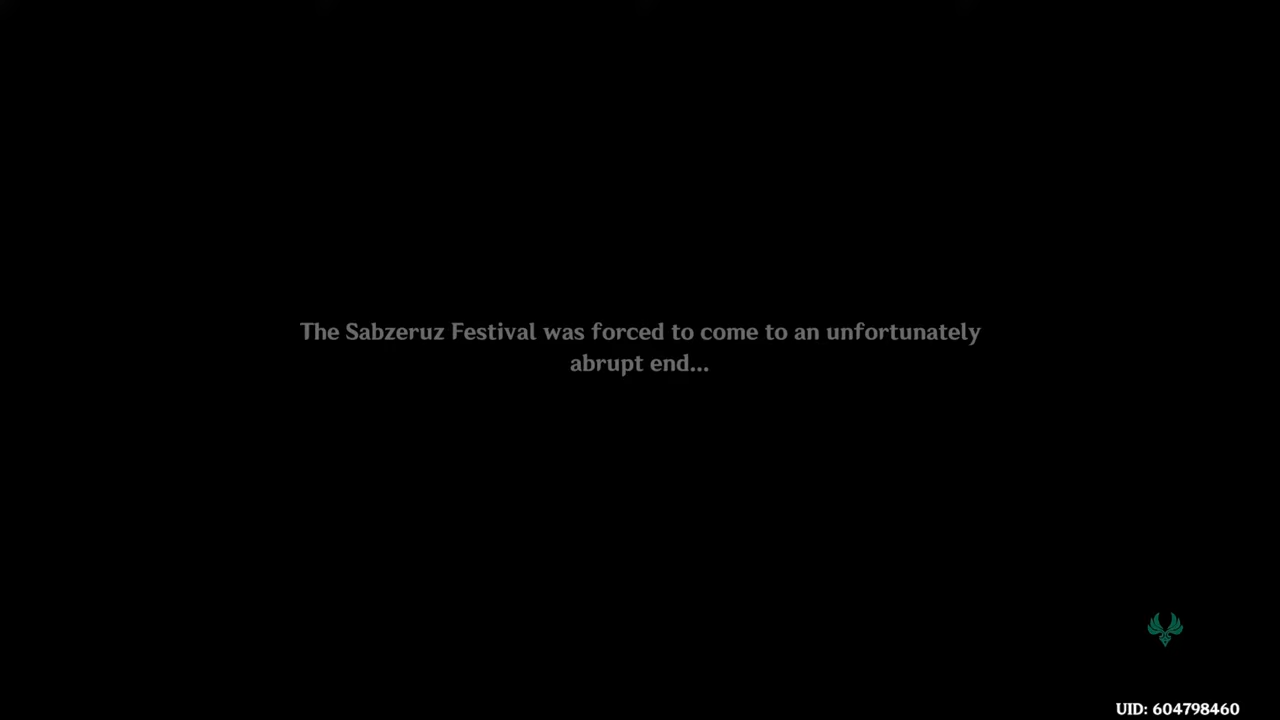 The Sabzeruz Festival was forced to come to an unfortunately
abrupt end...
UID: 604798460